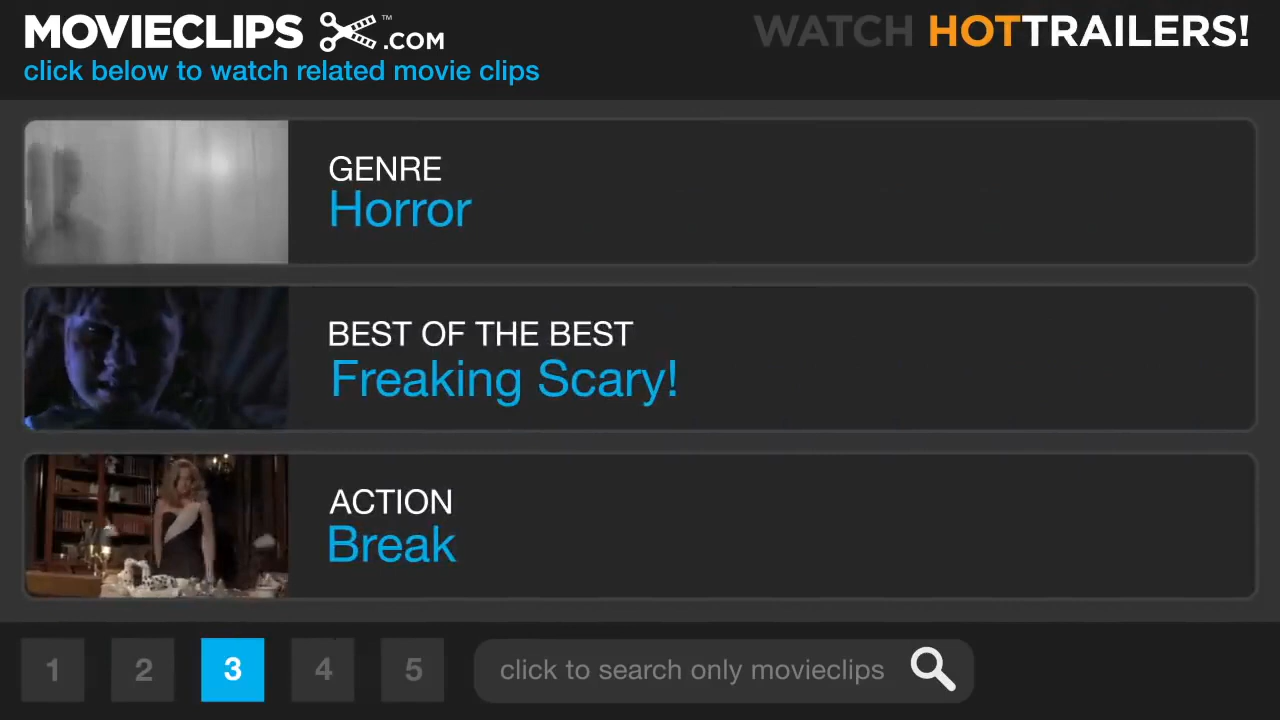 MOVIECLIPS ™ .COM
WATCH HOTTRAILERS!
click below to watch related movie clips
GENRE
Horror
BEST OF THE BEST
Freaking Scary!
ACTION
Break
1 2 3 4 5
click to search only movieclips